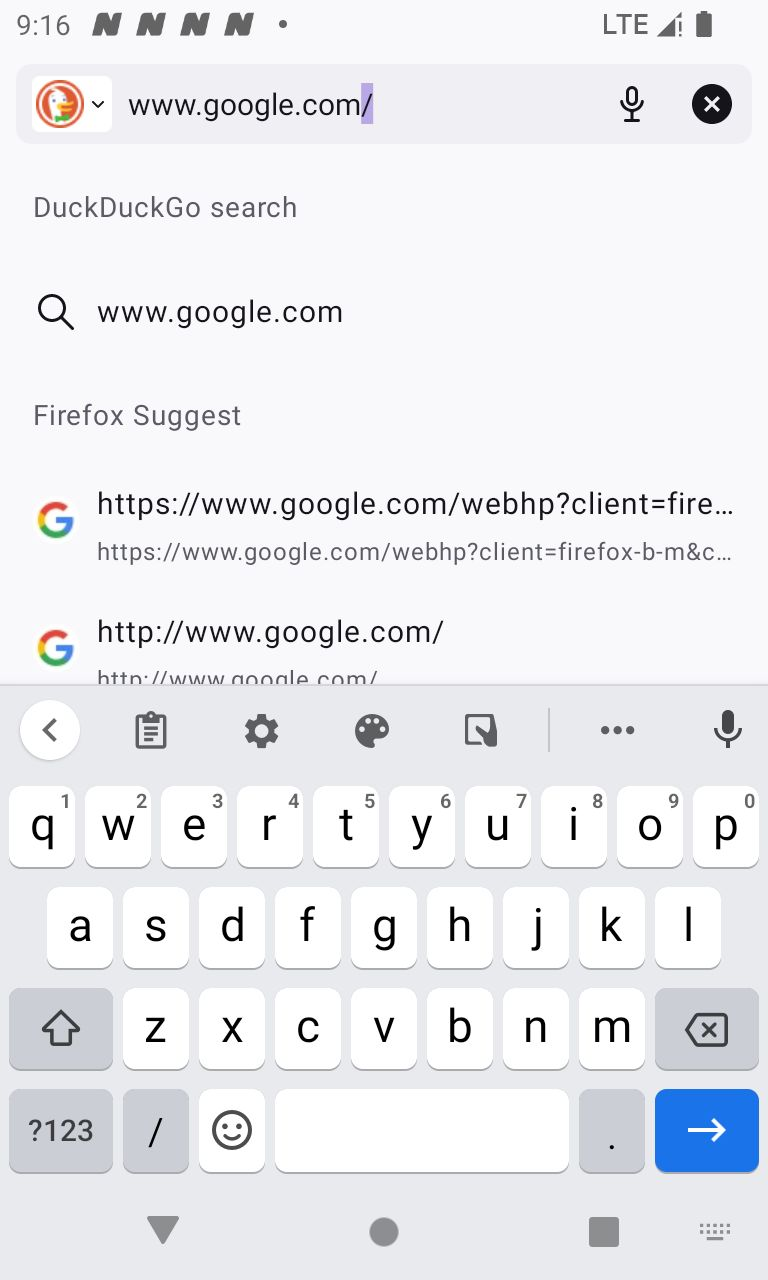 9:16 LTE
www.google.com/
DuckDuckGo search
www.google.com
Firefox Suggest
https://www.google.com/webhp?client=fire…
https://www.google.com/webhp?client=firefox-b-m&c…
http://www.google.com/
http://www.google.com/
1 2 3 4 5 6 7 8 9 0
q w e r t y u i o p
a s d f g h j k l
z x c v b n m
?123 / .